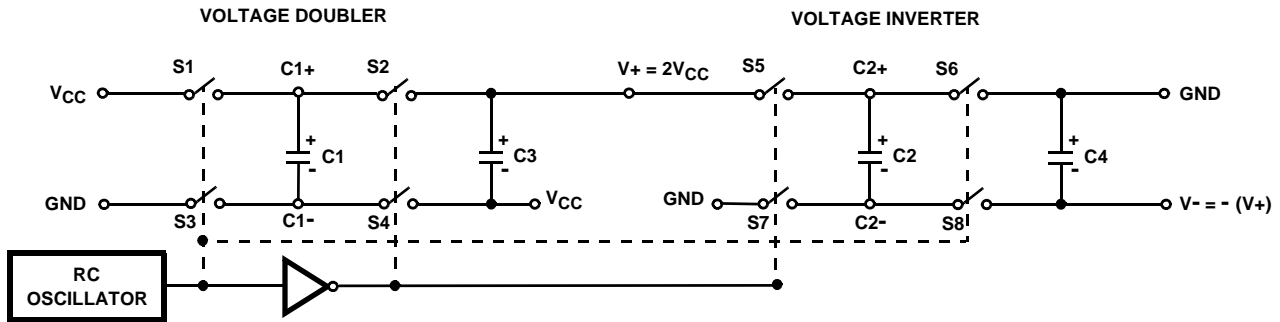 VOLTAGE DOUBLER
VOLTAGE INVERTER
S1 C1+ S2 V+ = 2VCC S5 C2+ S6
VCC GND
+ C1 - + C3 - + C2 - + C4 -
GND VCC GND V- = - (V+)
S3 C1- S4 S7 C2- S8
RC
OSCILLATOR